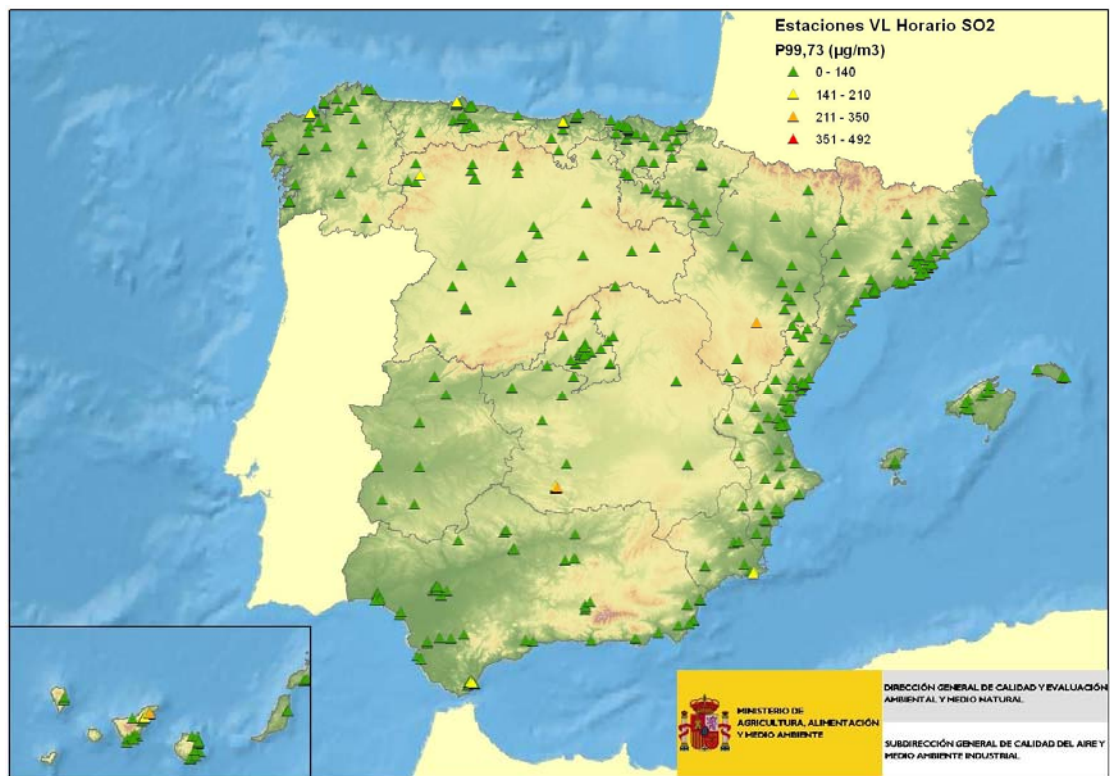 Estaciones VL Horario SO2
P99,73 (µg/m3)
0 - 140
141 - 210
211 - 350
351 - 492
MINISTERIO DE
AGRICULTURA, ALIMENTACIÓN
Y MEDIO AMBIENTE
DIRECCIÓN GENERAL DE CALIDAD Y EVALUACIÓN
AMBIENTAL Y MEDIO NATURAL
SUBDIRECCIÓN GENERAL DE CALIDAD DEL AIRE Y
MEDIO AMBIENTE INDUSTRIAL